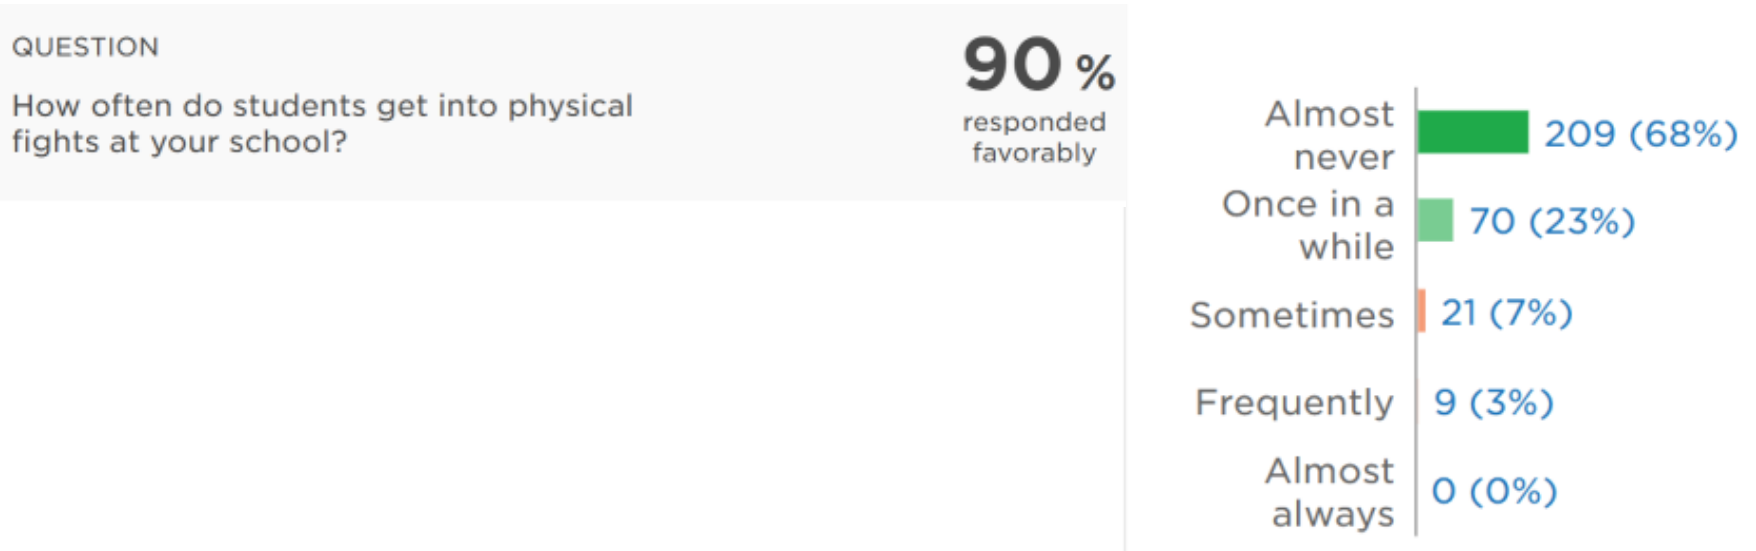 QUESTION
How often do students get into physical
fights at your school?
90 %
responded
favorably
Almost
never
209 (68%)
Once in a
while
70 (23%)
Sometimes
21 (7%)
Frequently
9 (3%)
Almost
always
0 (0%)